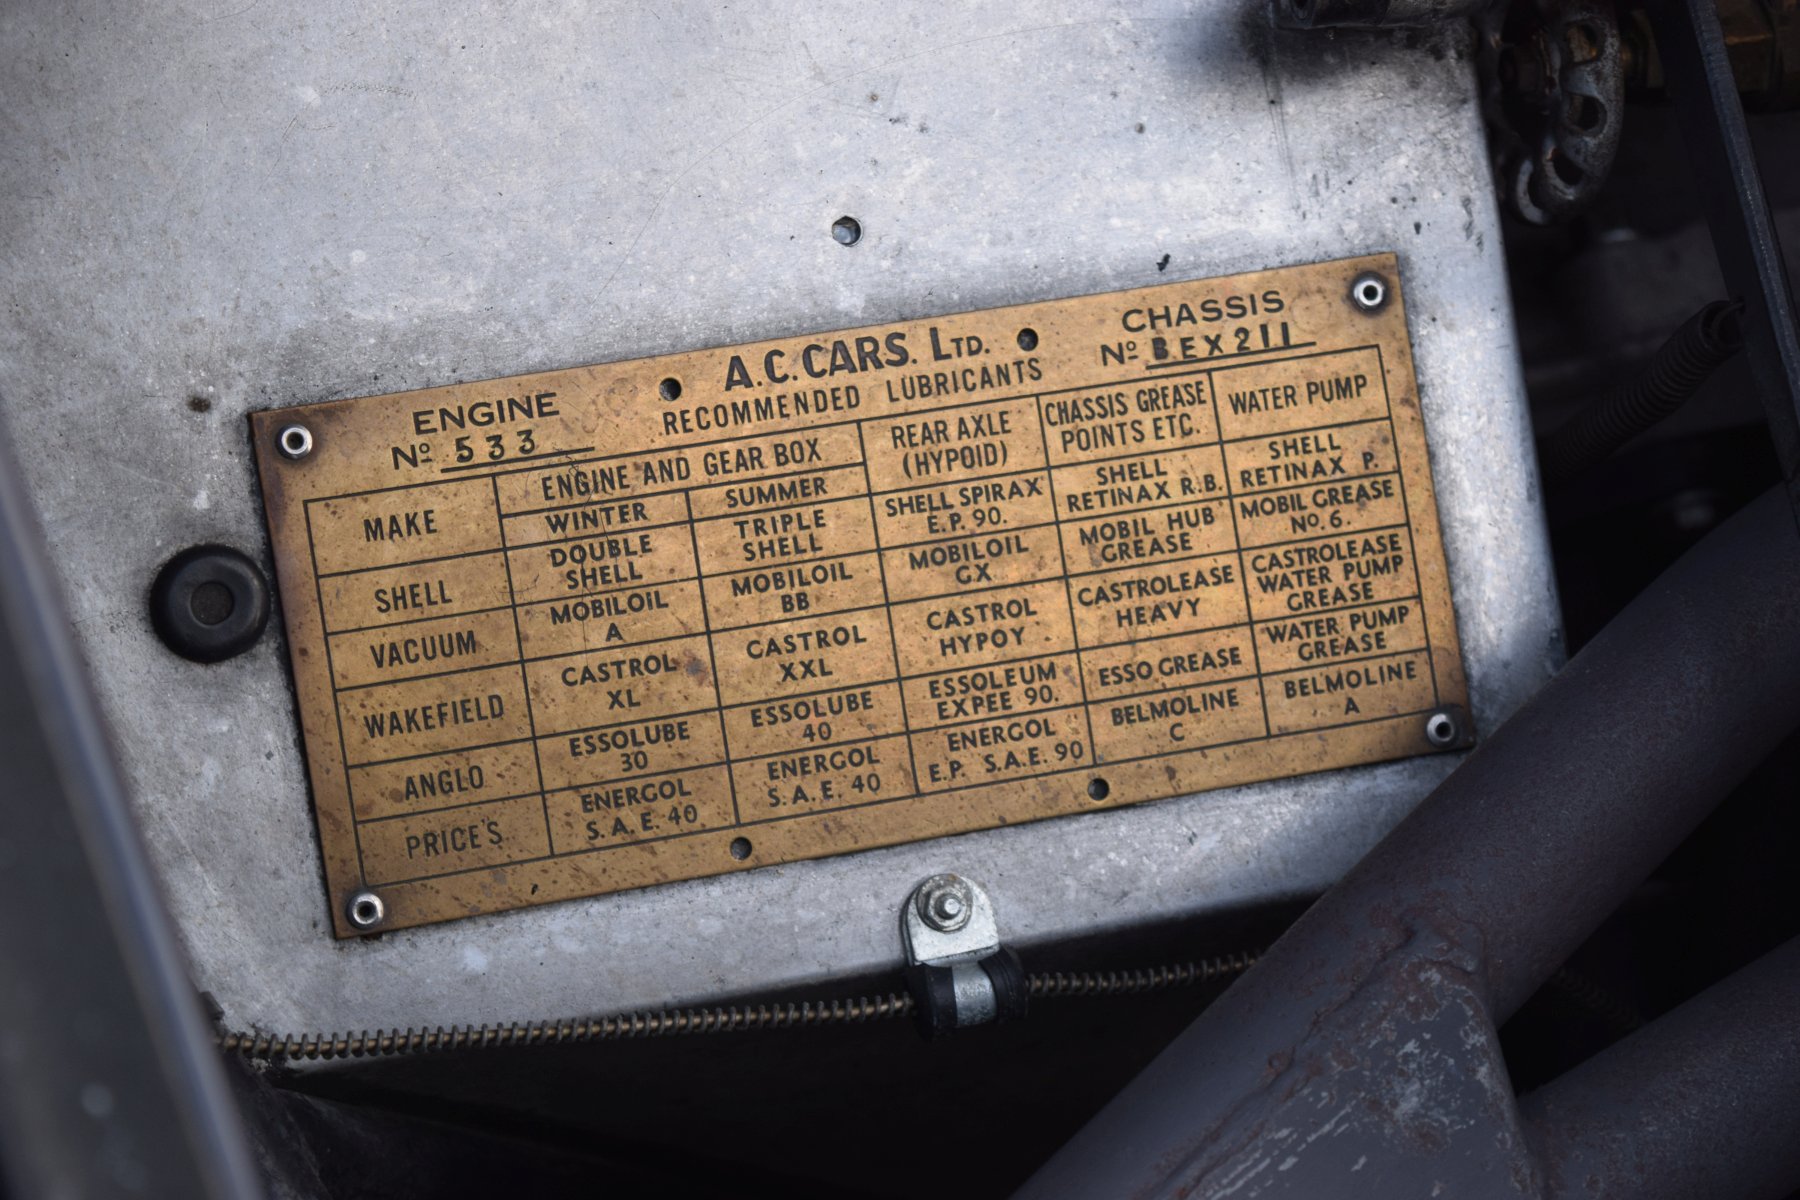 A.C. CARS. LTD.
RECOMMENDED LUBRICANTS
ENGINE
Nº 533
CHASSIS
Nº BEX211
MAKE
ENGINE AND GEAR BOX
WINTER
SUMMER
REAR AXLE
(HYPOID)
CHASSIS GREASE
POINTS ETC.
WATER PUMP
SHELL
DOUBLE
SHELL
TRIPLE
SHELL
SHELL SPIRAX
E.P. 90.
SHELL
RETINAX R.B.
SHELL
RETINAX P.
VACUUM
MOBILOIL
A
MOBILOIL
BB
MOBILOIL
GX
MOBIL HUB
GREASE
MOBIL GREASE
Nº.6.
WAKEFIELD
CASTROL
XL
CASTROL
XXL
CASTROL
HYPOY
CASTROLEASE
HEAVY
CASTROLEASE
WATER PUMP
GREASE
ANGLO
ESSOLUBE
30
ESSOLUBE
40
ESSOLEUM
EXPEE 90.
ESSO GREASE
WATER PUMP
GREASE
PRICE'S
ENERGOL
S.A.E. 40
ENERGOL
S.A.E. 40
ENERGOL
E.P. S.A.E. 90
BELMOLINE
C
BELMOLINE
A